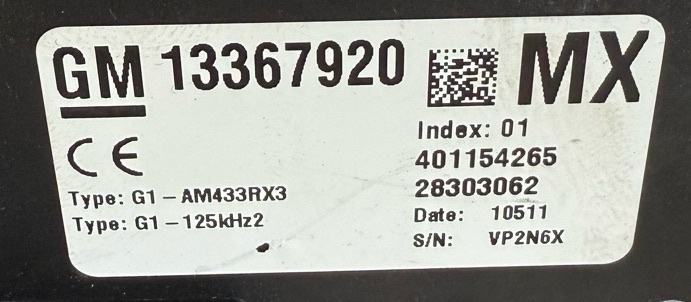 GM 13367920 MX
CE
Type: G1-AM433RX3
Type: G1-125kHz2
Index: 01
401154265
28303062
Date: 10511
S/N: VP2N6X